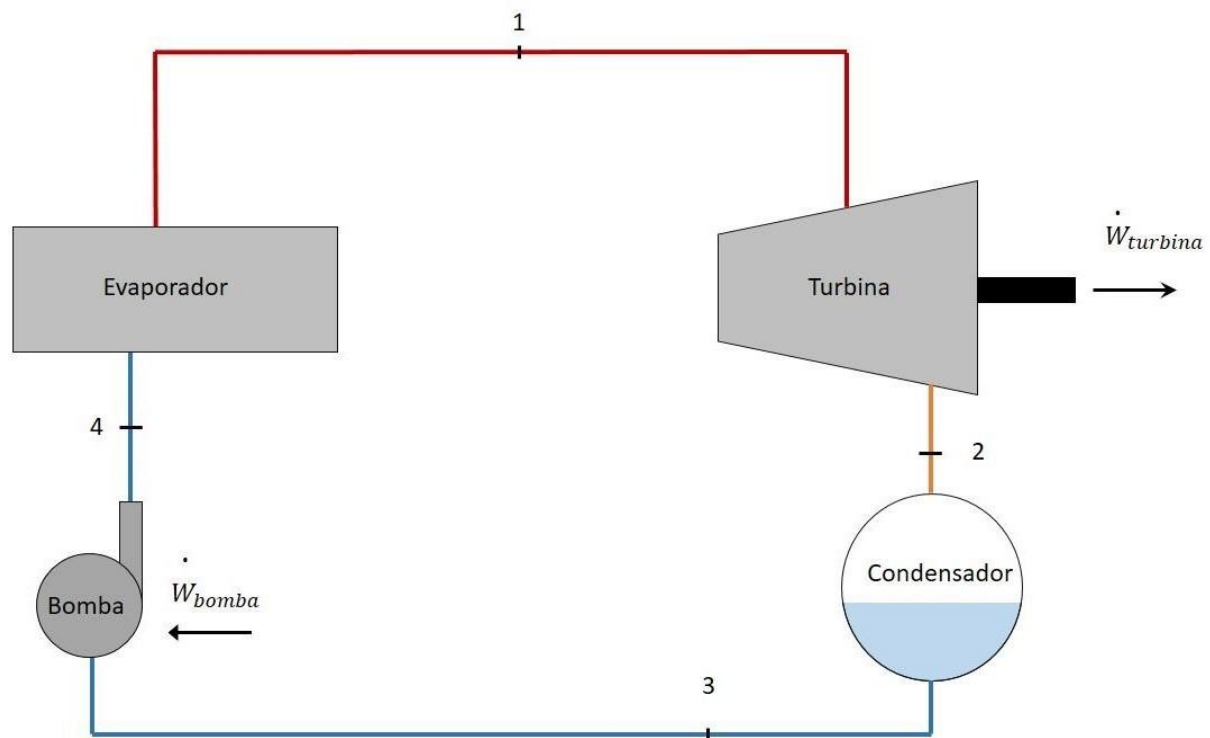 1
Ẇturbina
Evaporador
Turbina
4
2
Condensador
Ẇbomba
Bomba
3